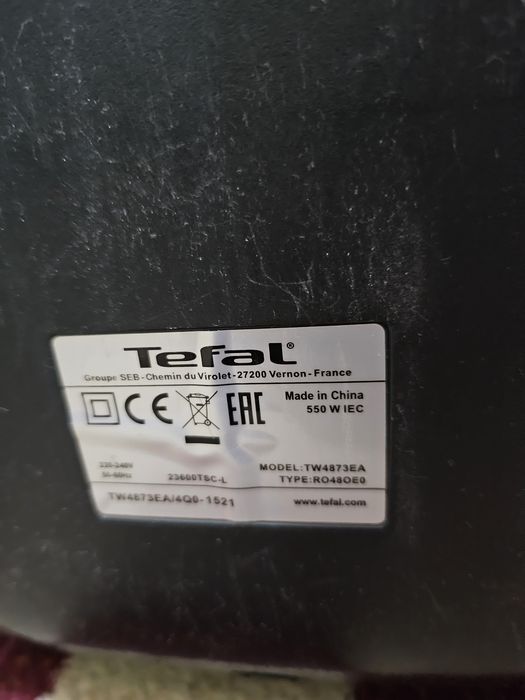 Tefal®
Groupe SEB - Chemin du Virolet - 27200 Vernon - France
CE EAC Made in China
550 W IEC
220-240V
50-60Hz
23600TSC-L
MODEL: TW4873EA
TYPE: RO48OE0
TW4873EA/4Q0-1521
www.tefal.com